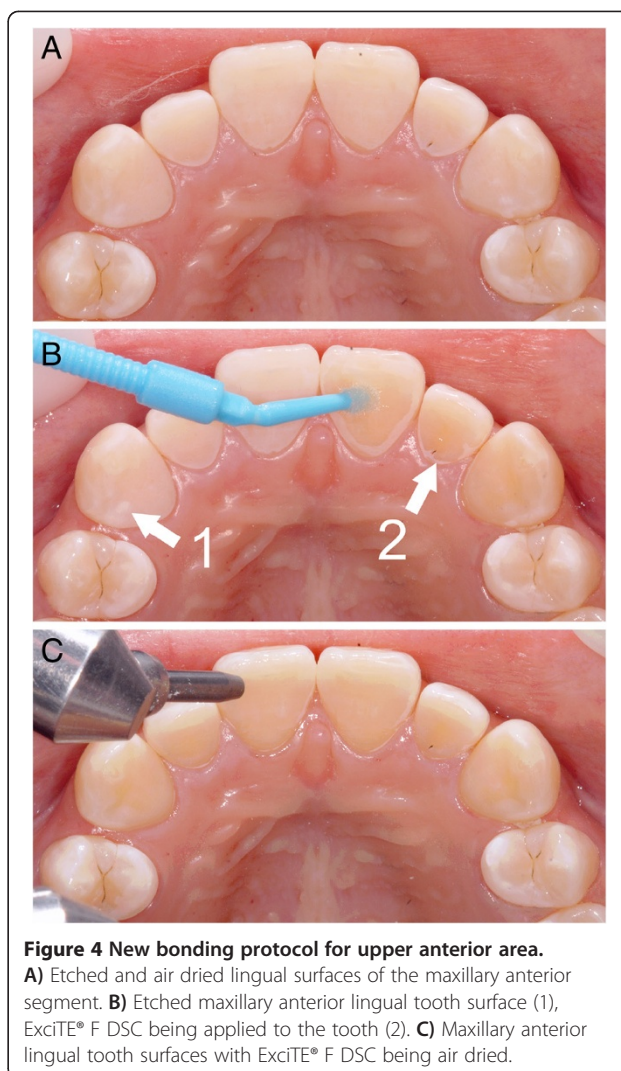 A
B
1
2
C
Figure 4 New bonding protocol for upper anterior area.
A) Etched and air dried lingual surfaces of the maxillary anterior
segment. B) Etched maxillary anterior lingual tooth surface (1),
ExciTE® F DSC being applied to the tooth (2). C) Maxillary anterior
lingual tooth surfaces with ExciTE® F DSC being air dried.